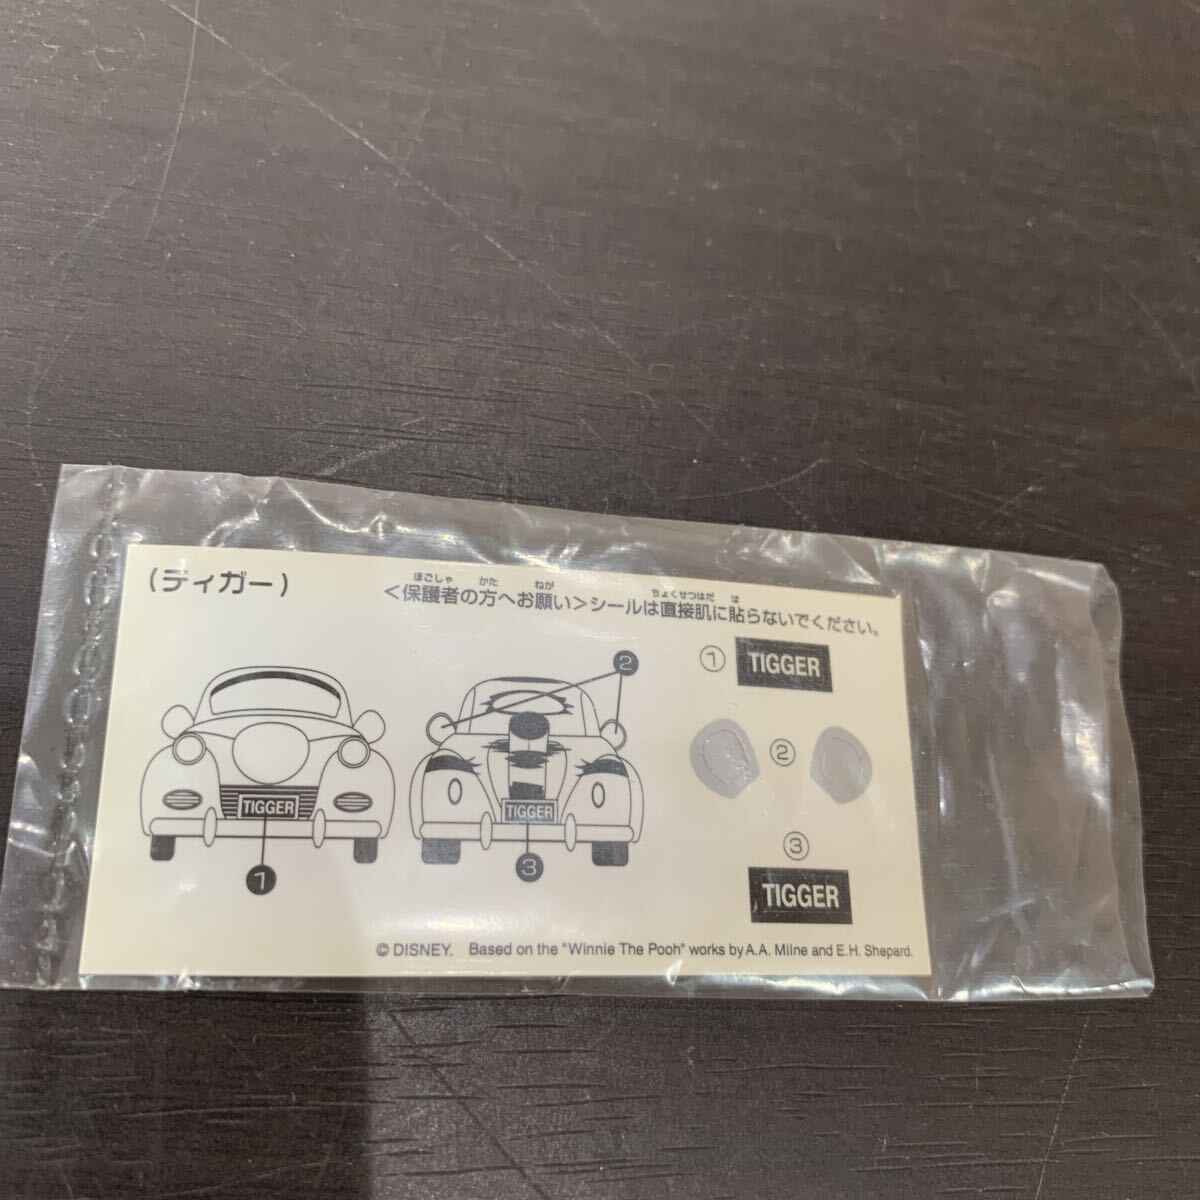 (ティガー)
ほごしゃ かた ねが ちょくせつはだ は
<保護者の方へお願い>シールは直接肌に貼らないでください。
① TIGGER
②
②
③
TIGGER
TIGGER
TIGGER
①
③
© DISNEY. Based on the "Winnie The Pooh" works by A.A. Milne and E.H. Shepard.